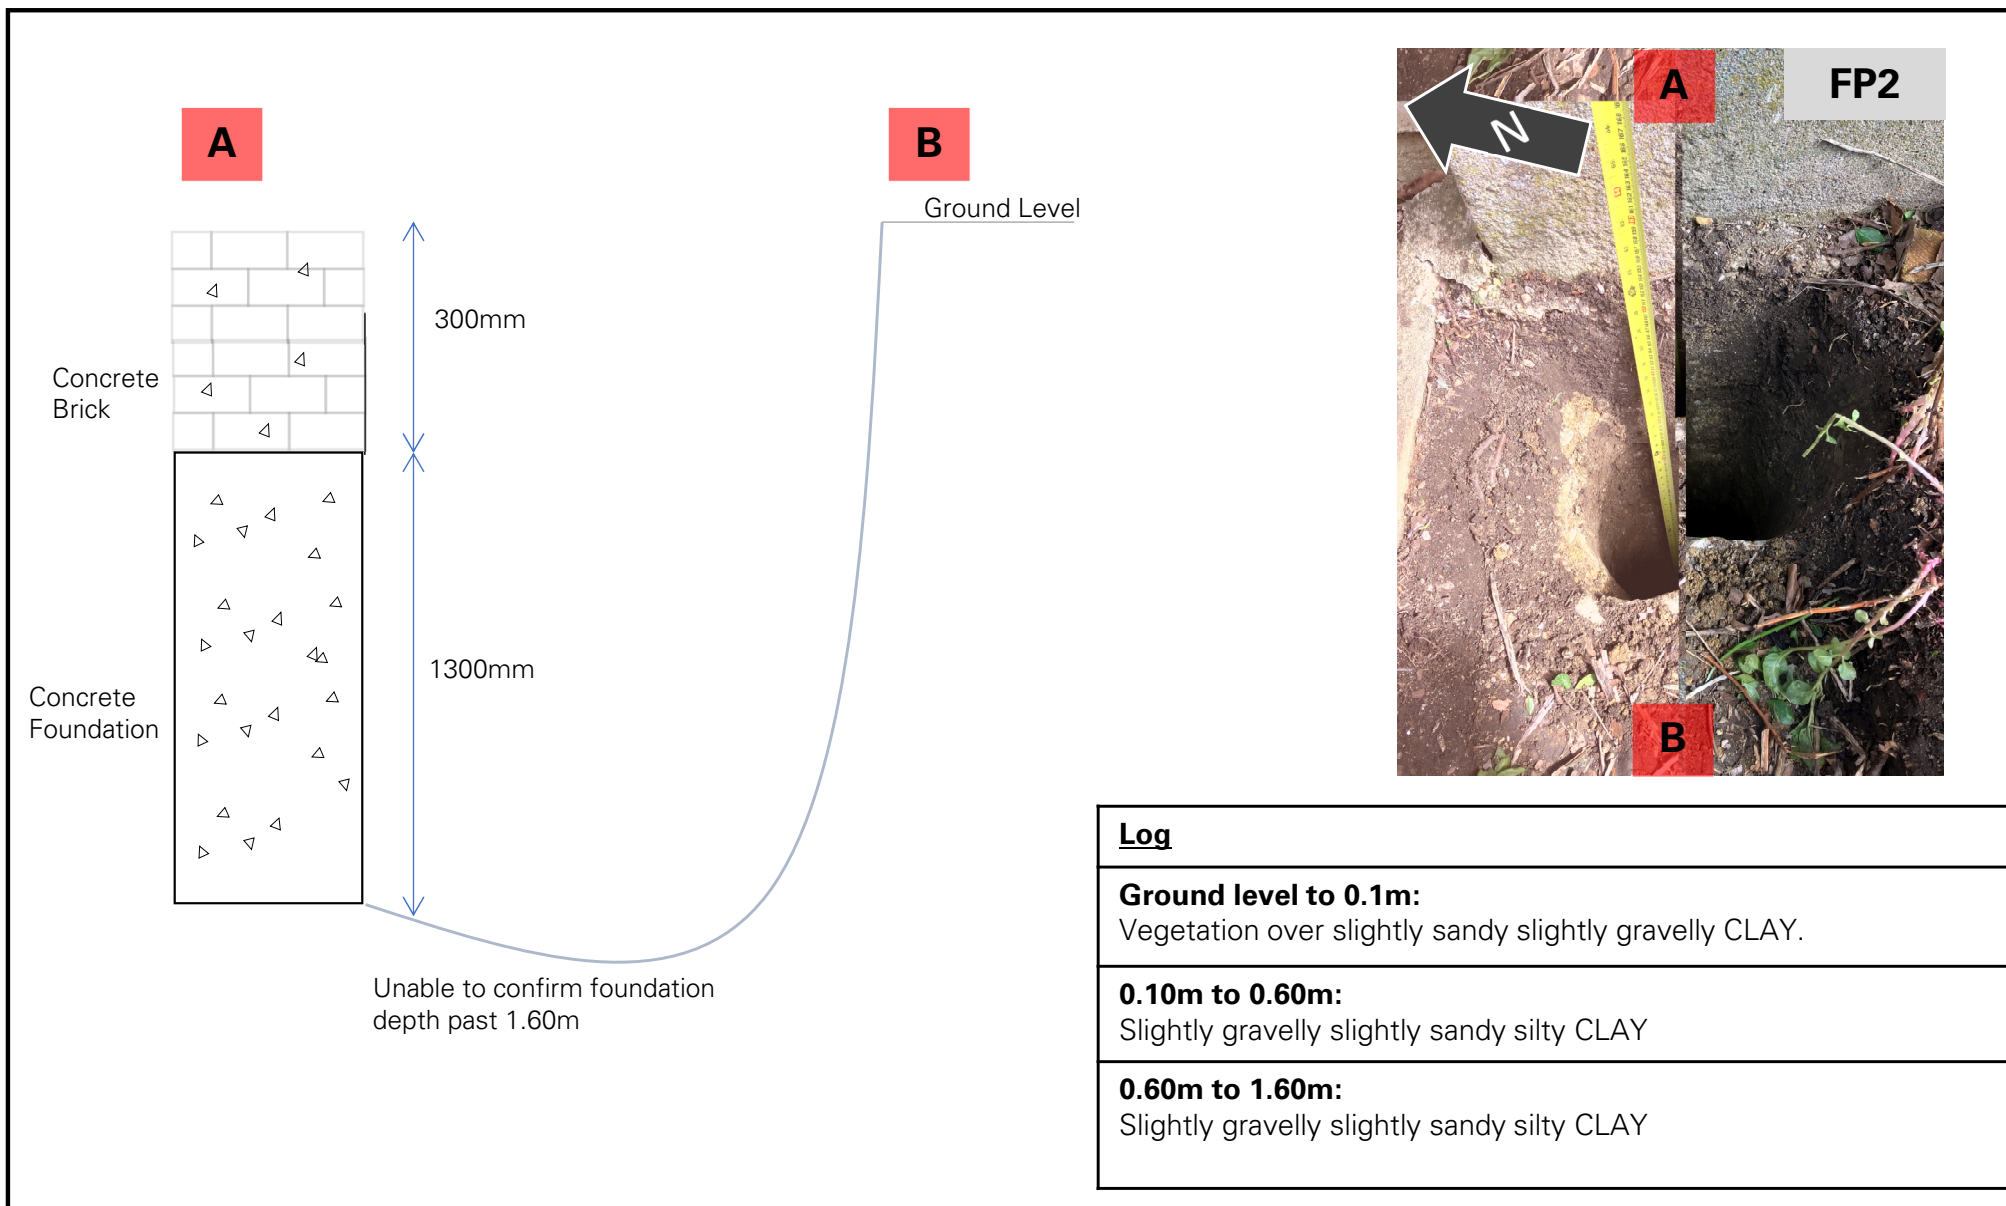 A
B
Ground Level
300mm
Concrete
Brick
1300mm
Concrete
Foundation
Unable to confirm foundation
depth past 1.60m
N
A
FP2
B
Log
Ground level to 0.1m:
Vegetation over slightly sandy slightly gravelly CLAY.
0.10m to 0.60m:
Slightly gravelly slightly sandy silty CLAY
0.60m to 1.60m:
Slightly gravelly slightly sandy silty CLAY